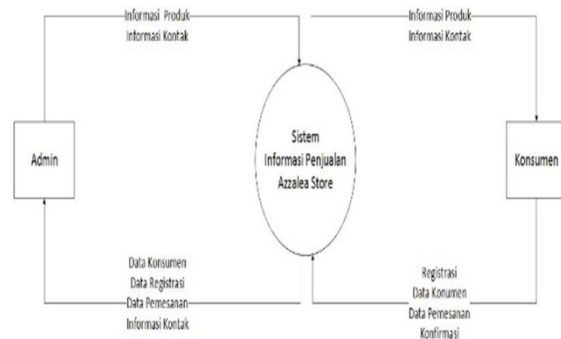 Informasi Produk
Informasi Kontak
Informasi Produk
Informasi Kontak
Admin
Sistem
Informasi Penjualan
Azzalea Store
Konsumen
Data Konsumen
Data Registrasi
Data Pemesanan
Informasi Kontak
Registrasi
Data Konumen
Data Pemesanan
Konfirmasi